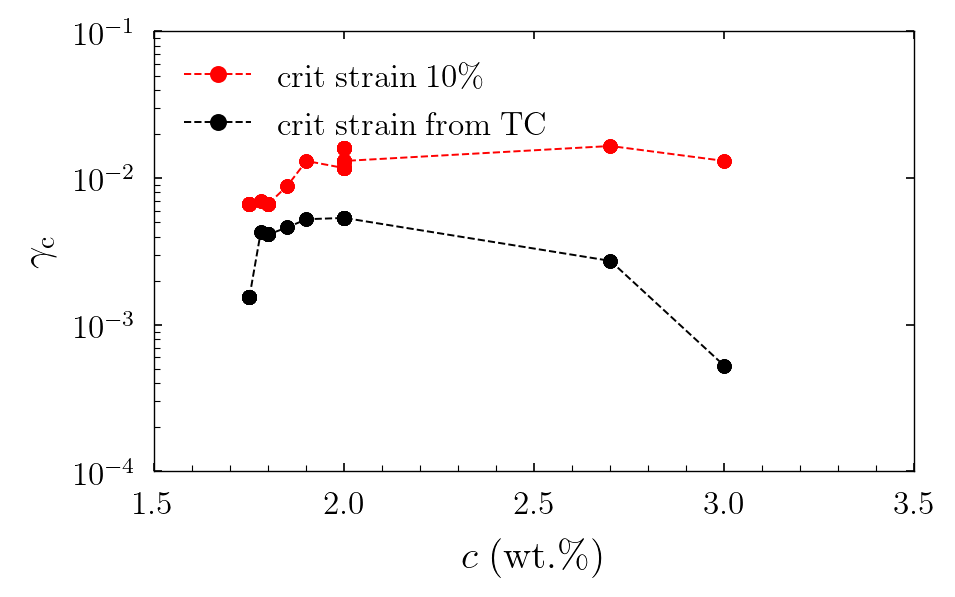 10⁻¹
crit strain 10%
crit strain from TC
10⁻²
γc
10⁻³
10⁻⁴
1.5 2.0 2.5 3.0 3.5
c (wt.%)